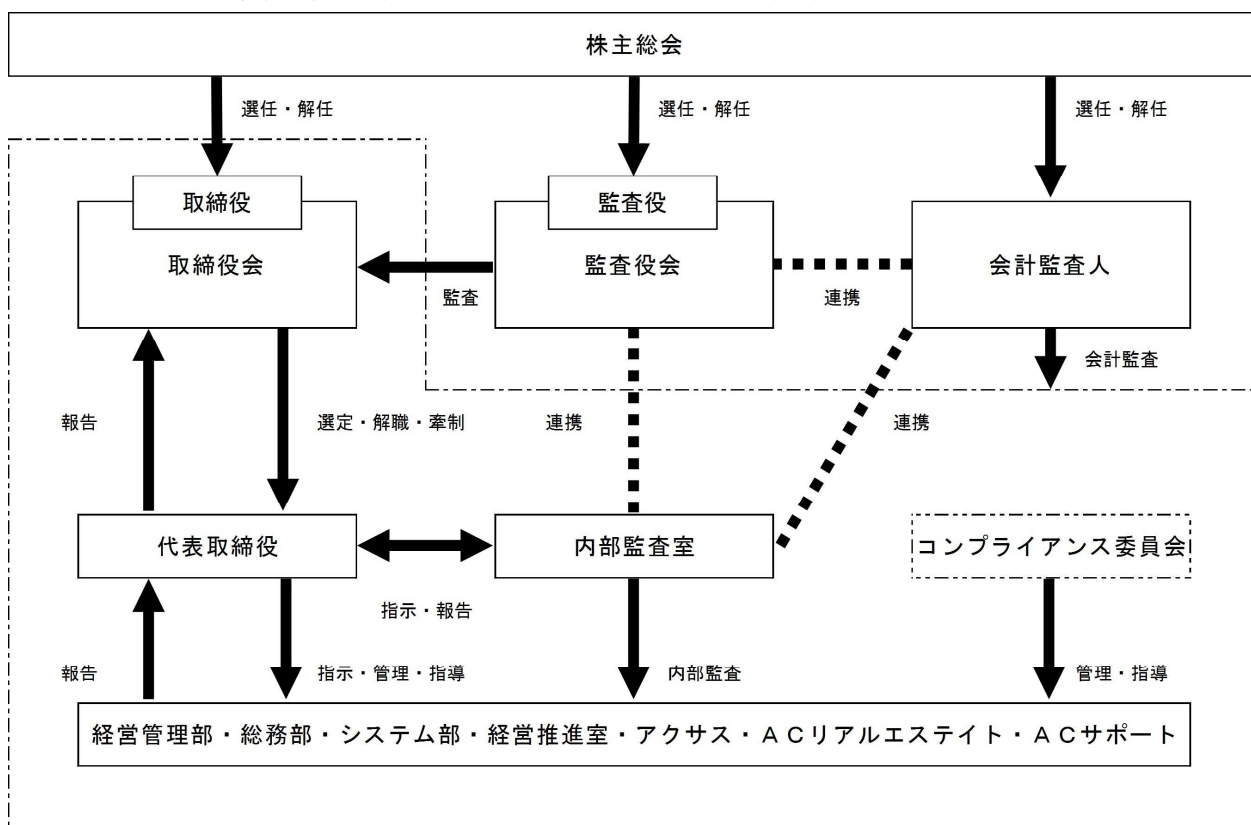 株主総会
選任・解任
選任・解任
選任・解任
取締役
監査役
取締役会
監査役会
会計監査人
監査
連携
会計監査
報告
選定・解職・牽制
連携
連携
代表取締役
内部監査室
コンプライアンス委員会
指示・報告
報告
指示・管理・指導
内部監査
管理・指導
経営管理部・総務部・システム部・経営推進室・アクサス・ＡＣリアルエステイト・ＡＣサポート